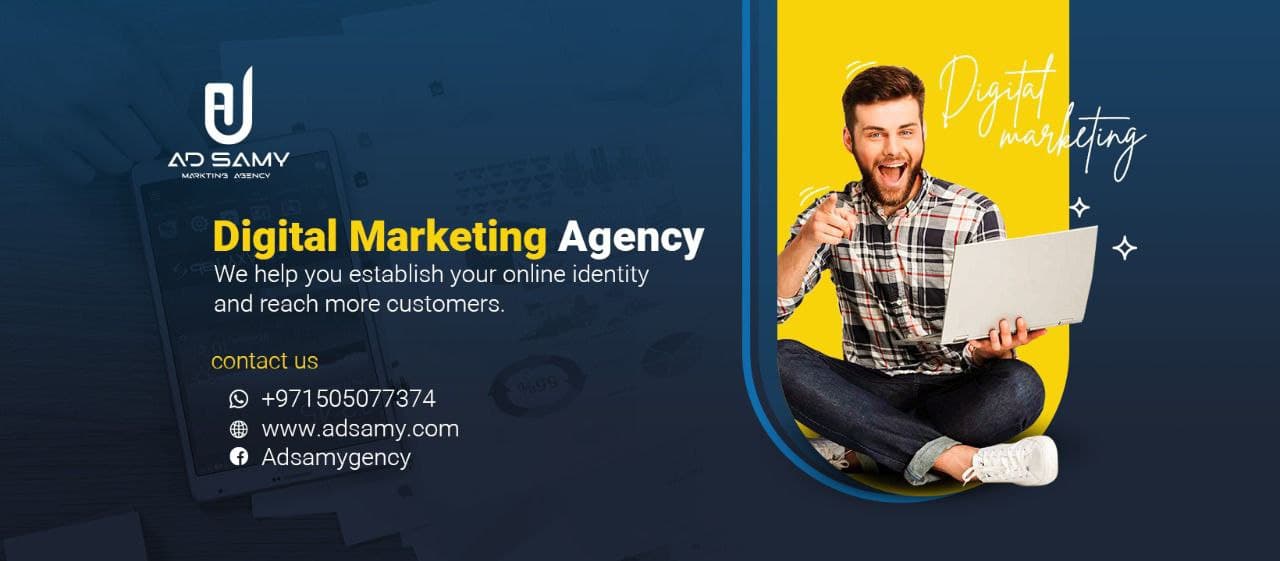 AD SAMY
MARKTING AGENCY
Digital Marketing Agency
We help you establish your online identity
and reach more customers.
contact us
+971505077374
www.adsamy.com
Adsamygency
Digital
marketing
%99